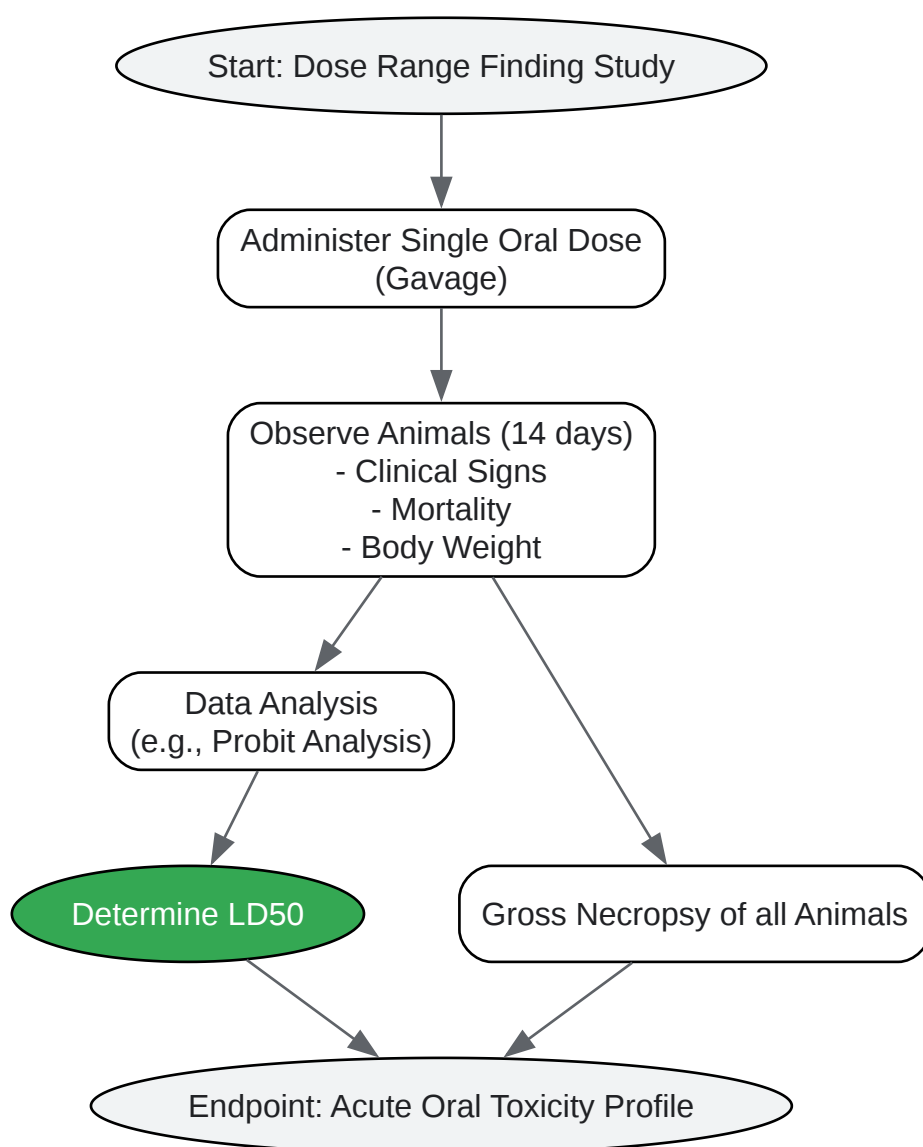 Start: Dose Range Finding Study
Administer Single Oral Dose
(Gavage)
Observe Animals (14 days)
- Clinical Signs
- Mortality
- Body Weight
Data Analysis
(e.g., Probit Analysis)
Determine LD50
Gross Necropsy of all Animals
Endpoint: Acute Oral Toxicity Profile